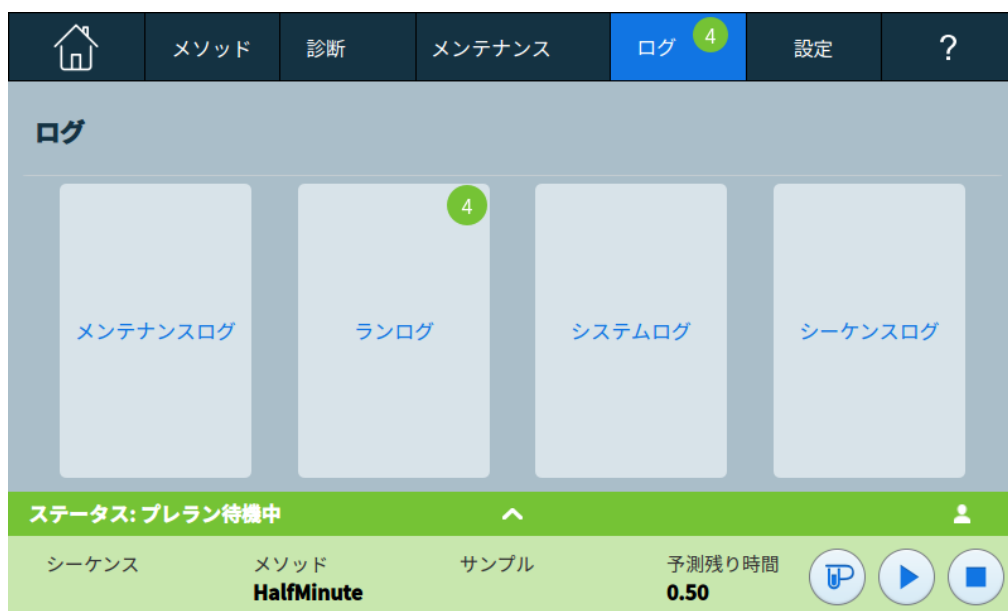 メソッド 診断 メンテナンス ログ 4 設定 ?
ログ
4
メンテナンスログ ランログ システムログ シーケンスログ
ステータス: プレラン待機中
シーケンス メソッド サンプル 予測残り時間
HalfMinute 0.50